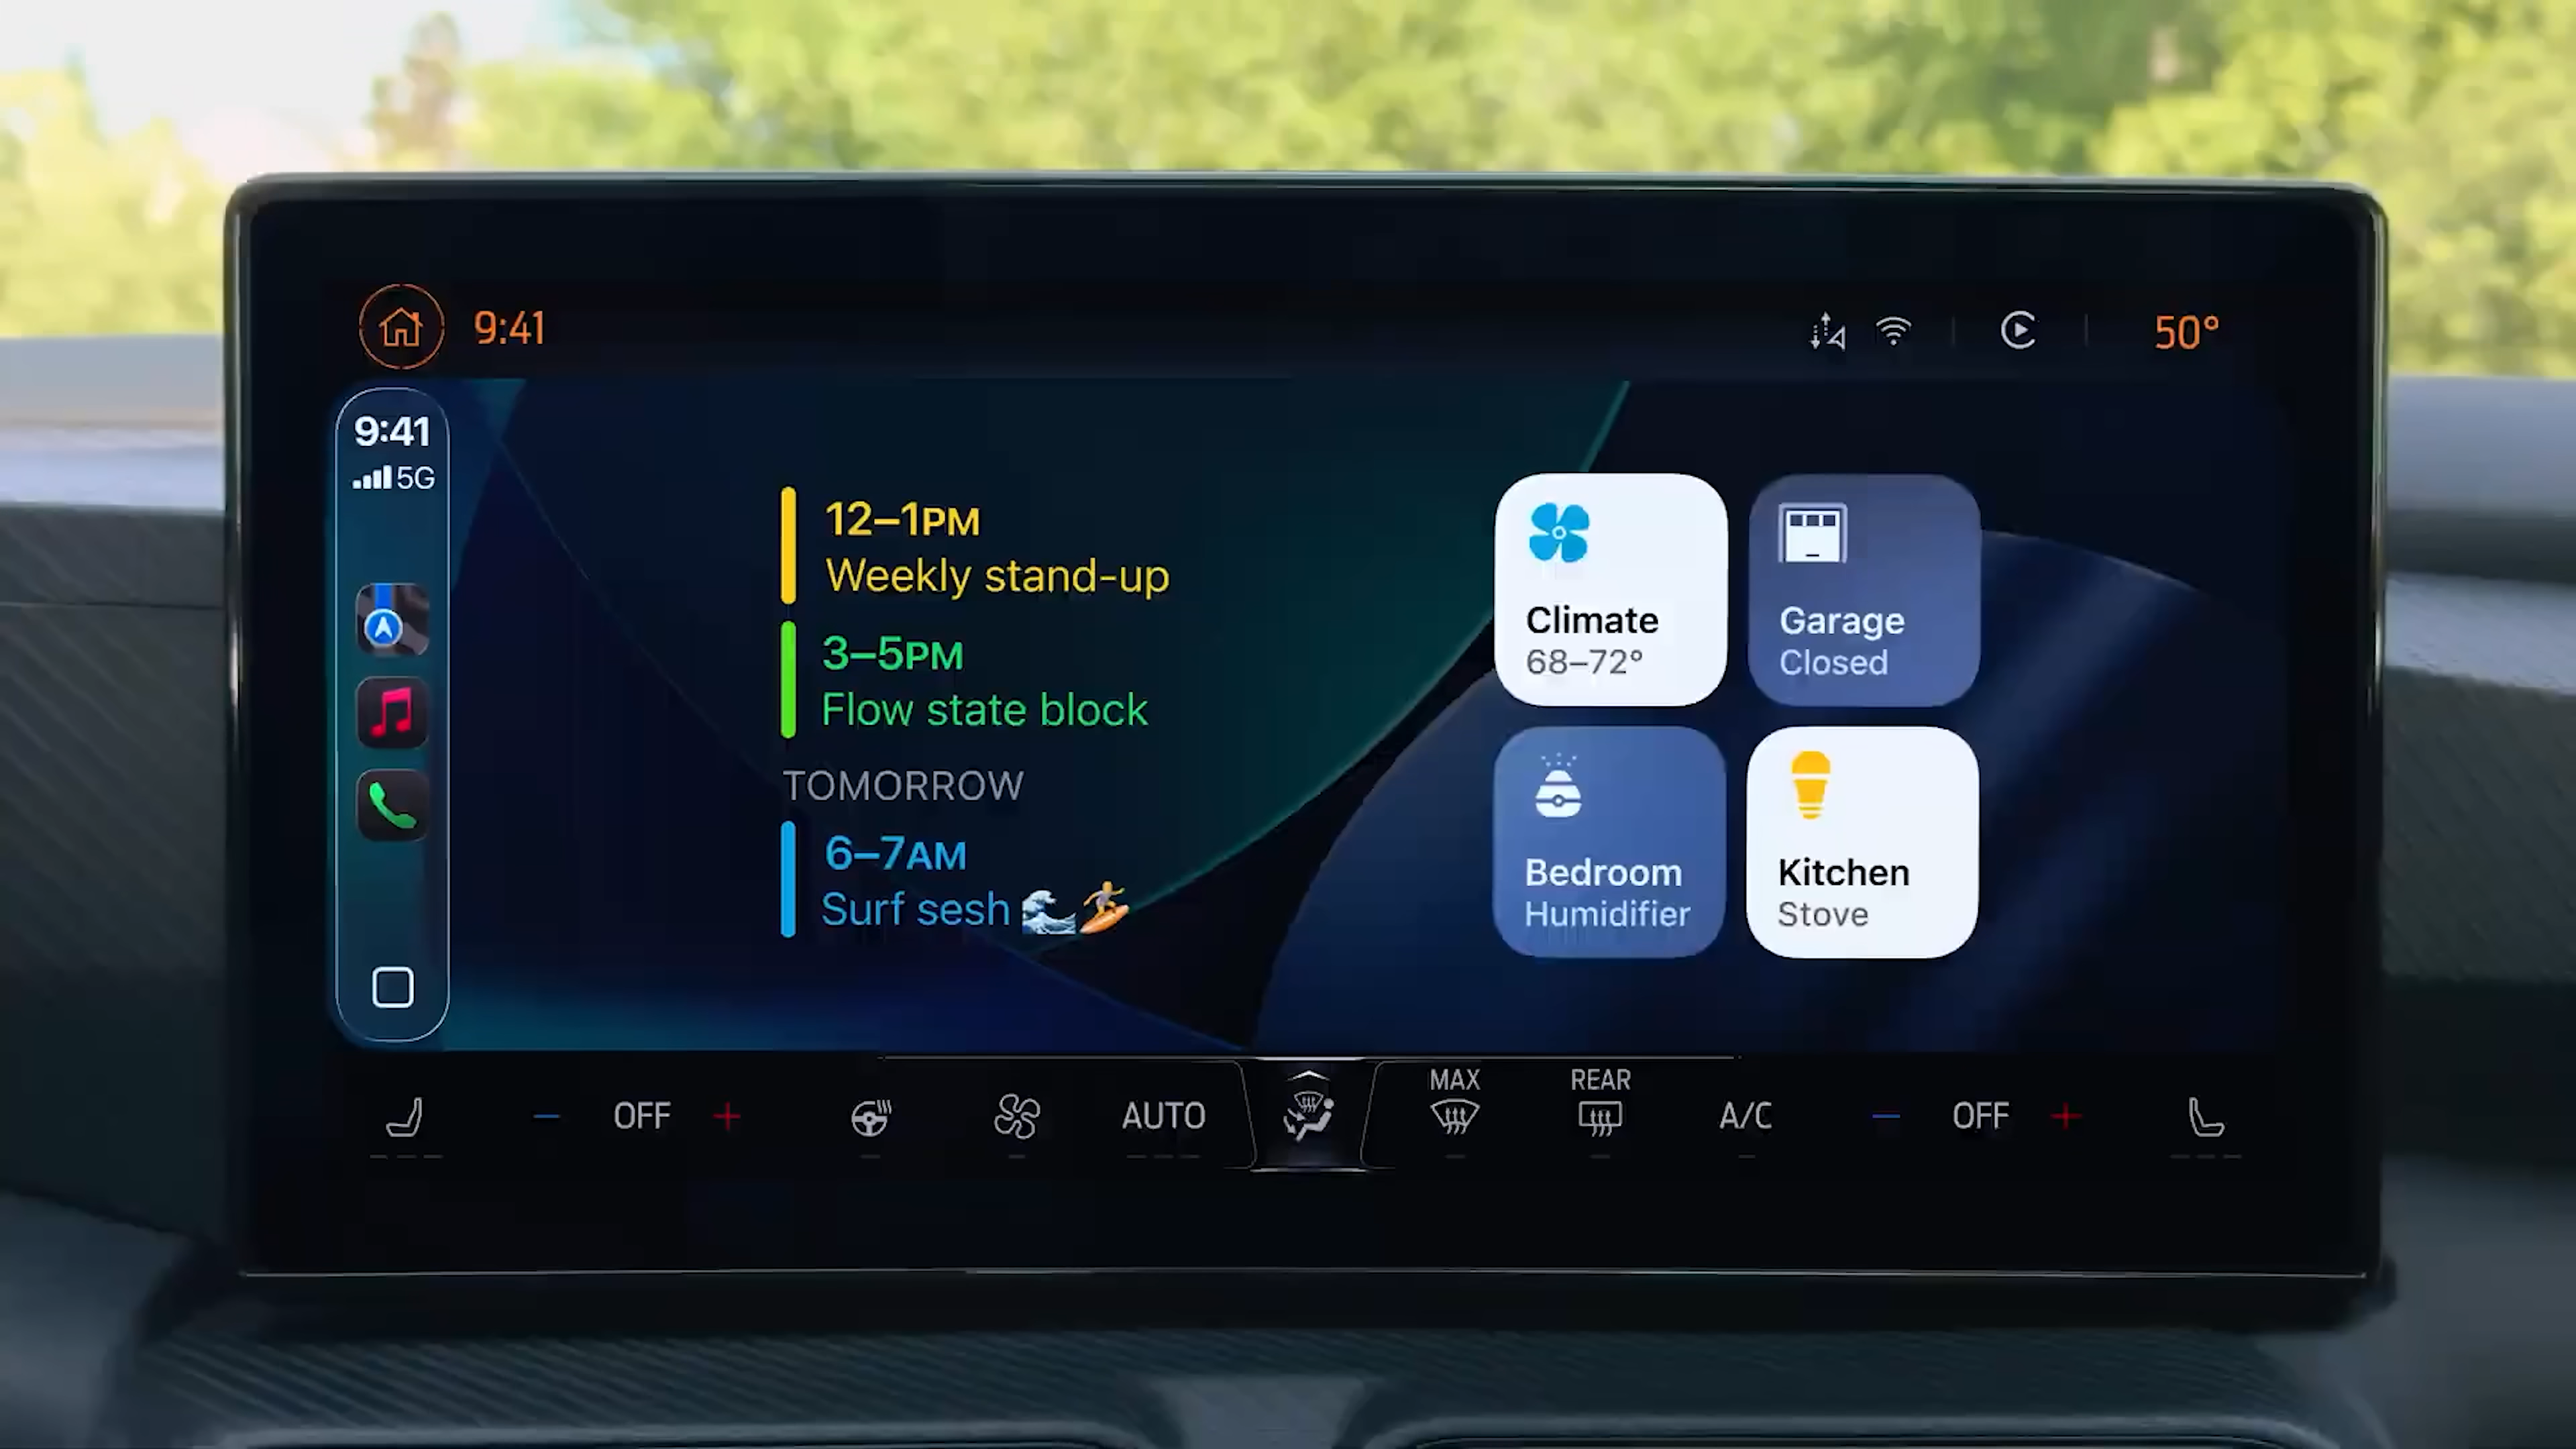 9:41
50°
9:41
5G
12–1PM
Weekly stand-up
3–5PM
Flow state block
TOMORROW
6–7AM
Surf sesh 🌊🏄
Climate
68–72°
Garage
Closed
Bedroom
Humidifier
Kitchen
Stove
OFF
AUTO
MAX
REAR
A/C
OFF